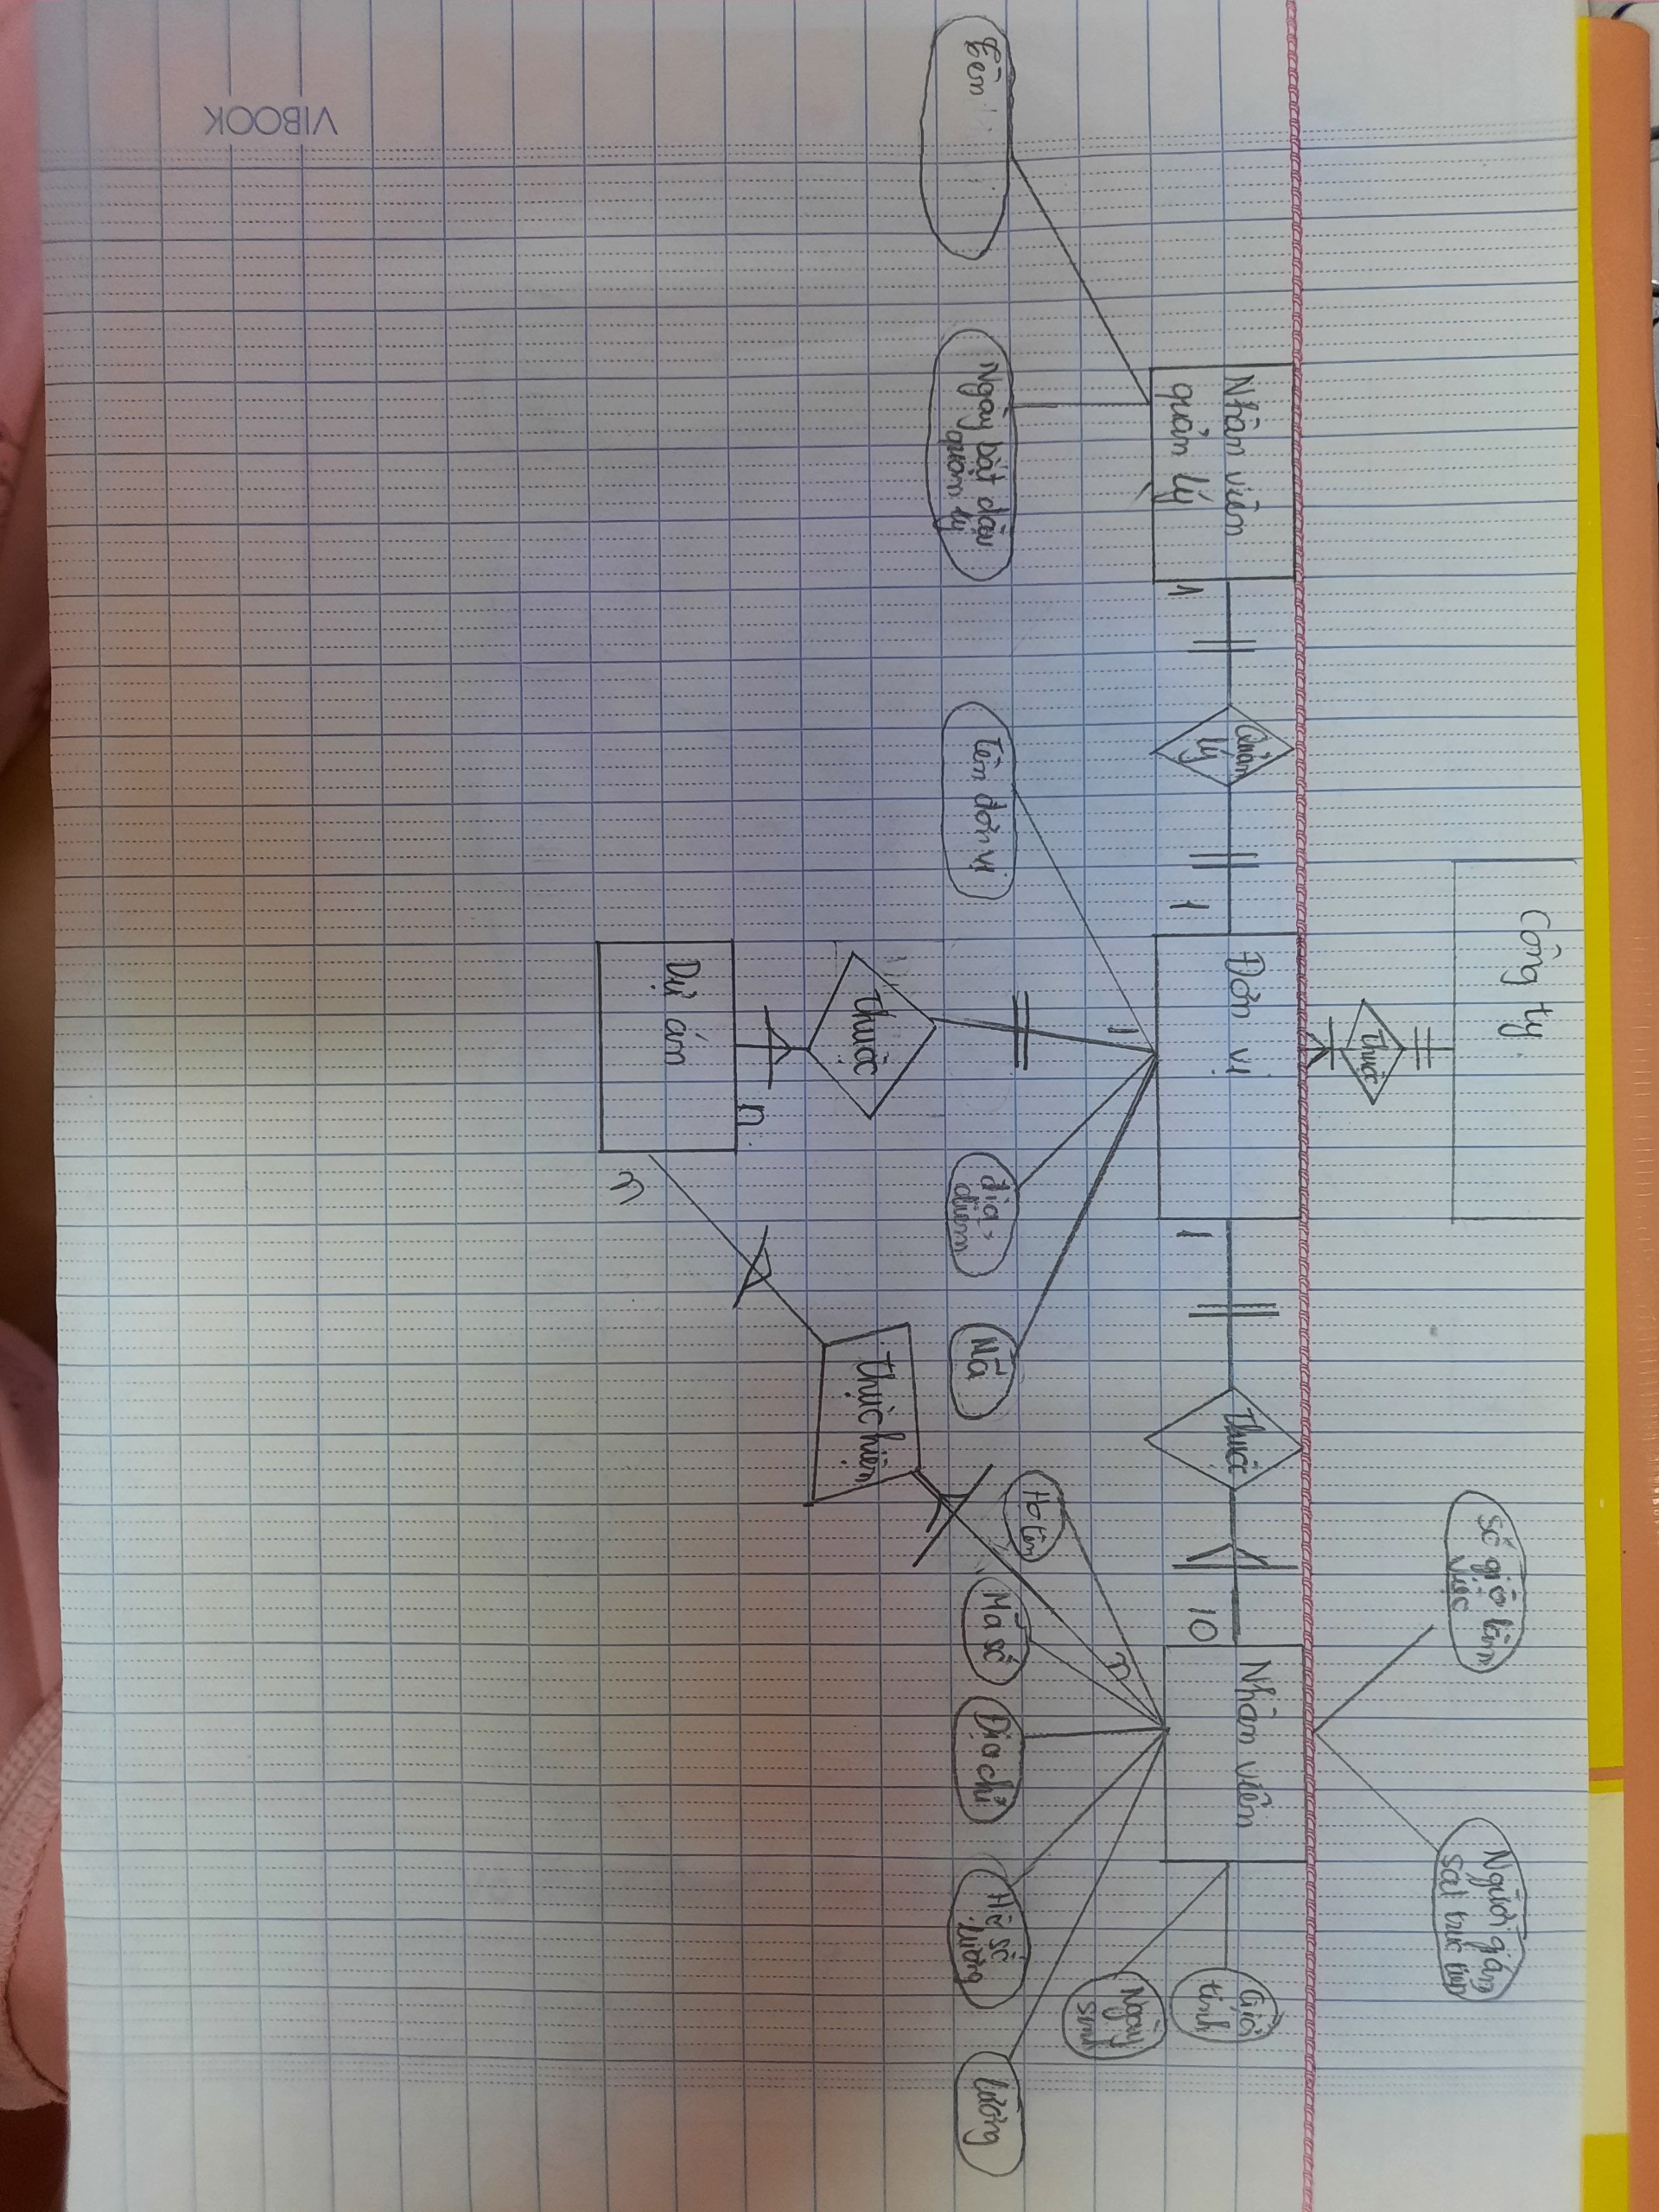 Công ty.
Thuộc
Số giờ làm
việc
Người giám
sát trực tiếp
Nhân viên
quản lý
1
Quản
lý
1
Đơn vị
1
Thuộc
10
Nhân viên
Giới
tính
Ngày
sinh
1
n
Tên
Ngày bắt đầu
quản lý
Tên đơn vị
địa
điểm
Mã
Họ tên
Mã số
Địa chỉ
Hệ số
lương
lương
Thuộc
thực hiện
n
Dự án
n
VIBOOK